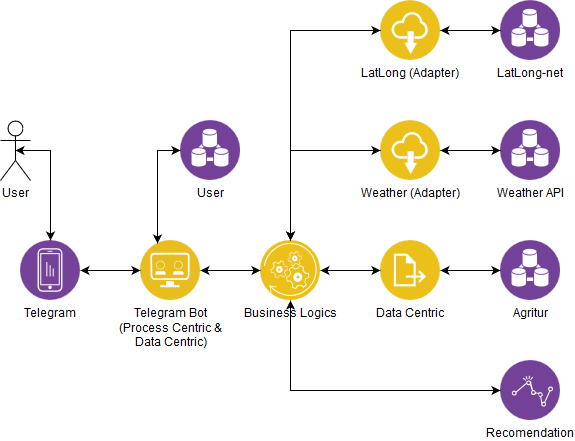 LatLong (Adapter)
LatLong-net
User
User
Weather (Adapter)
Weather API
Telegram
Telegram Bot
(Process Centric &
Data Centric)
Business Logics
Data Centric
Agritur
Recomendation